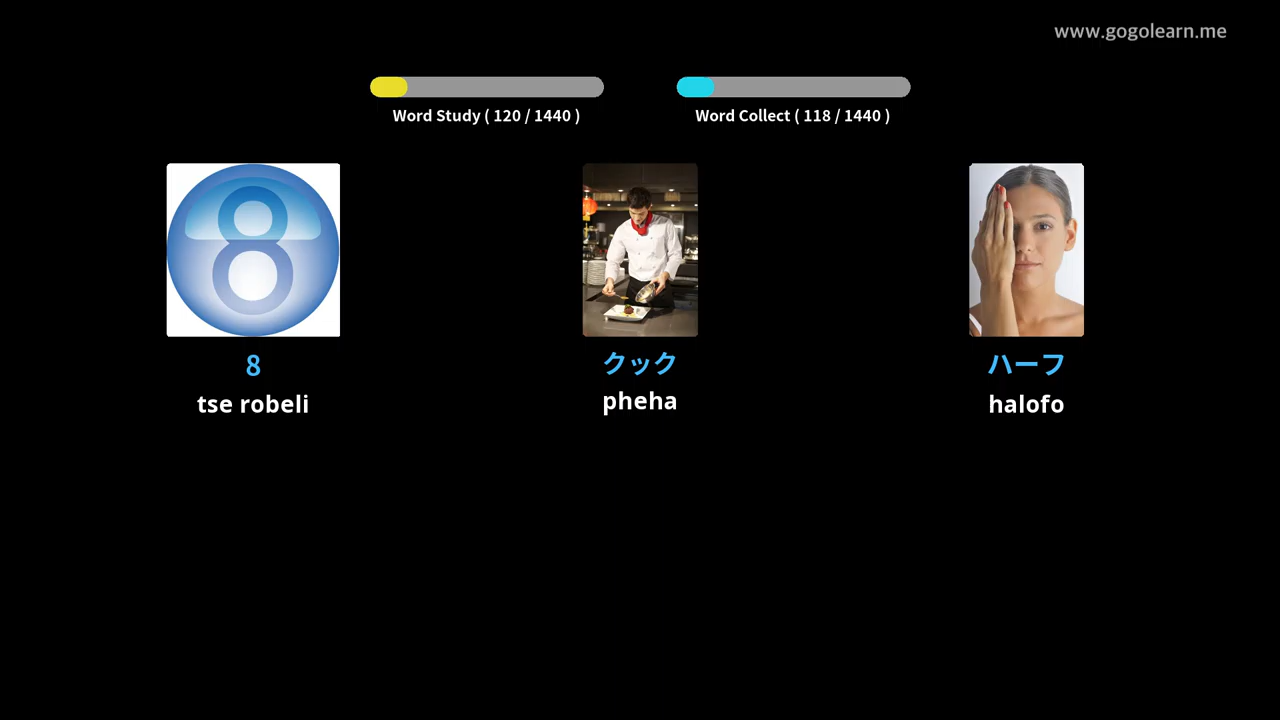 www.gogolearn.me
Word Study ( 120 / 1440 )
Word Collect ( 118 / 1440 )
8
8
クック
ハーフ
tse robeli
pheha
halofo